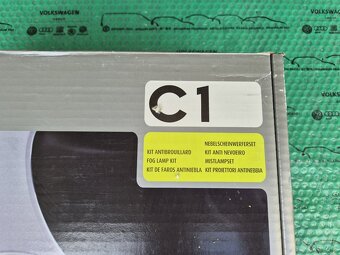 VOLKSWAGEN
VOLKSWAGEN
VOLKSWAGEN
C1
NEBELSCHEINWERFERSET
KIT ANTIBROUILLARD
KIT ANTI NEVOEIRO
FOG LAMP KIT
MISTLAMPSET
KIT DE FAROS ANTINIEBLA
KIT PROIETTORI ANTINEBBIA